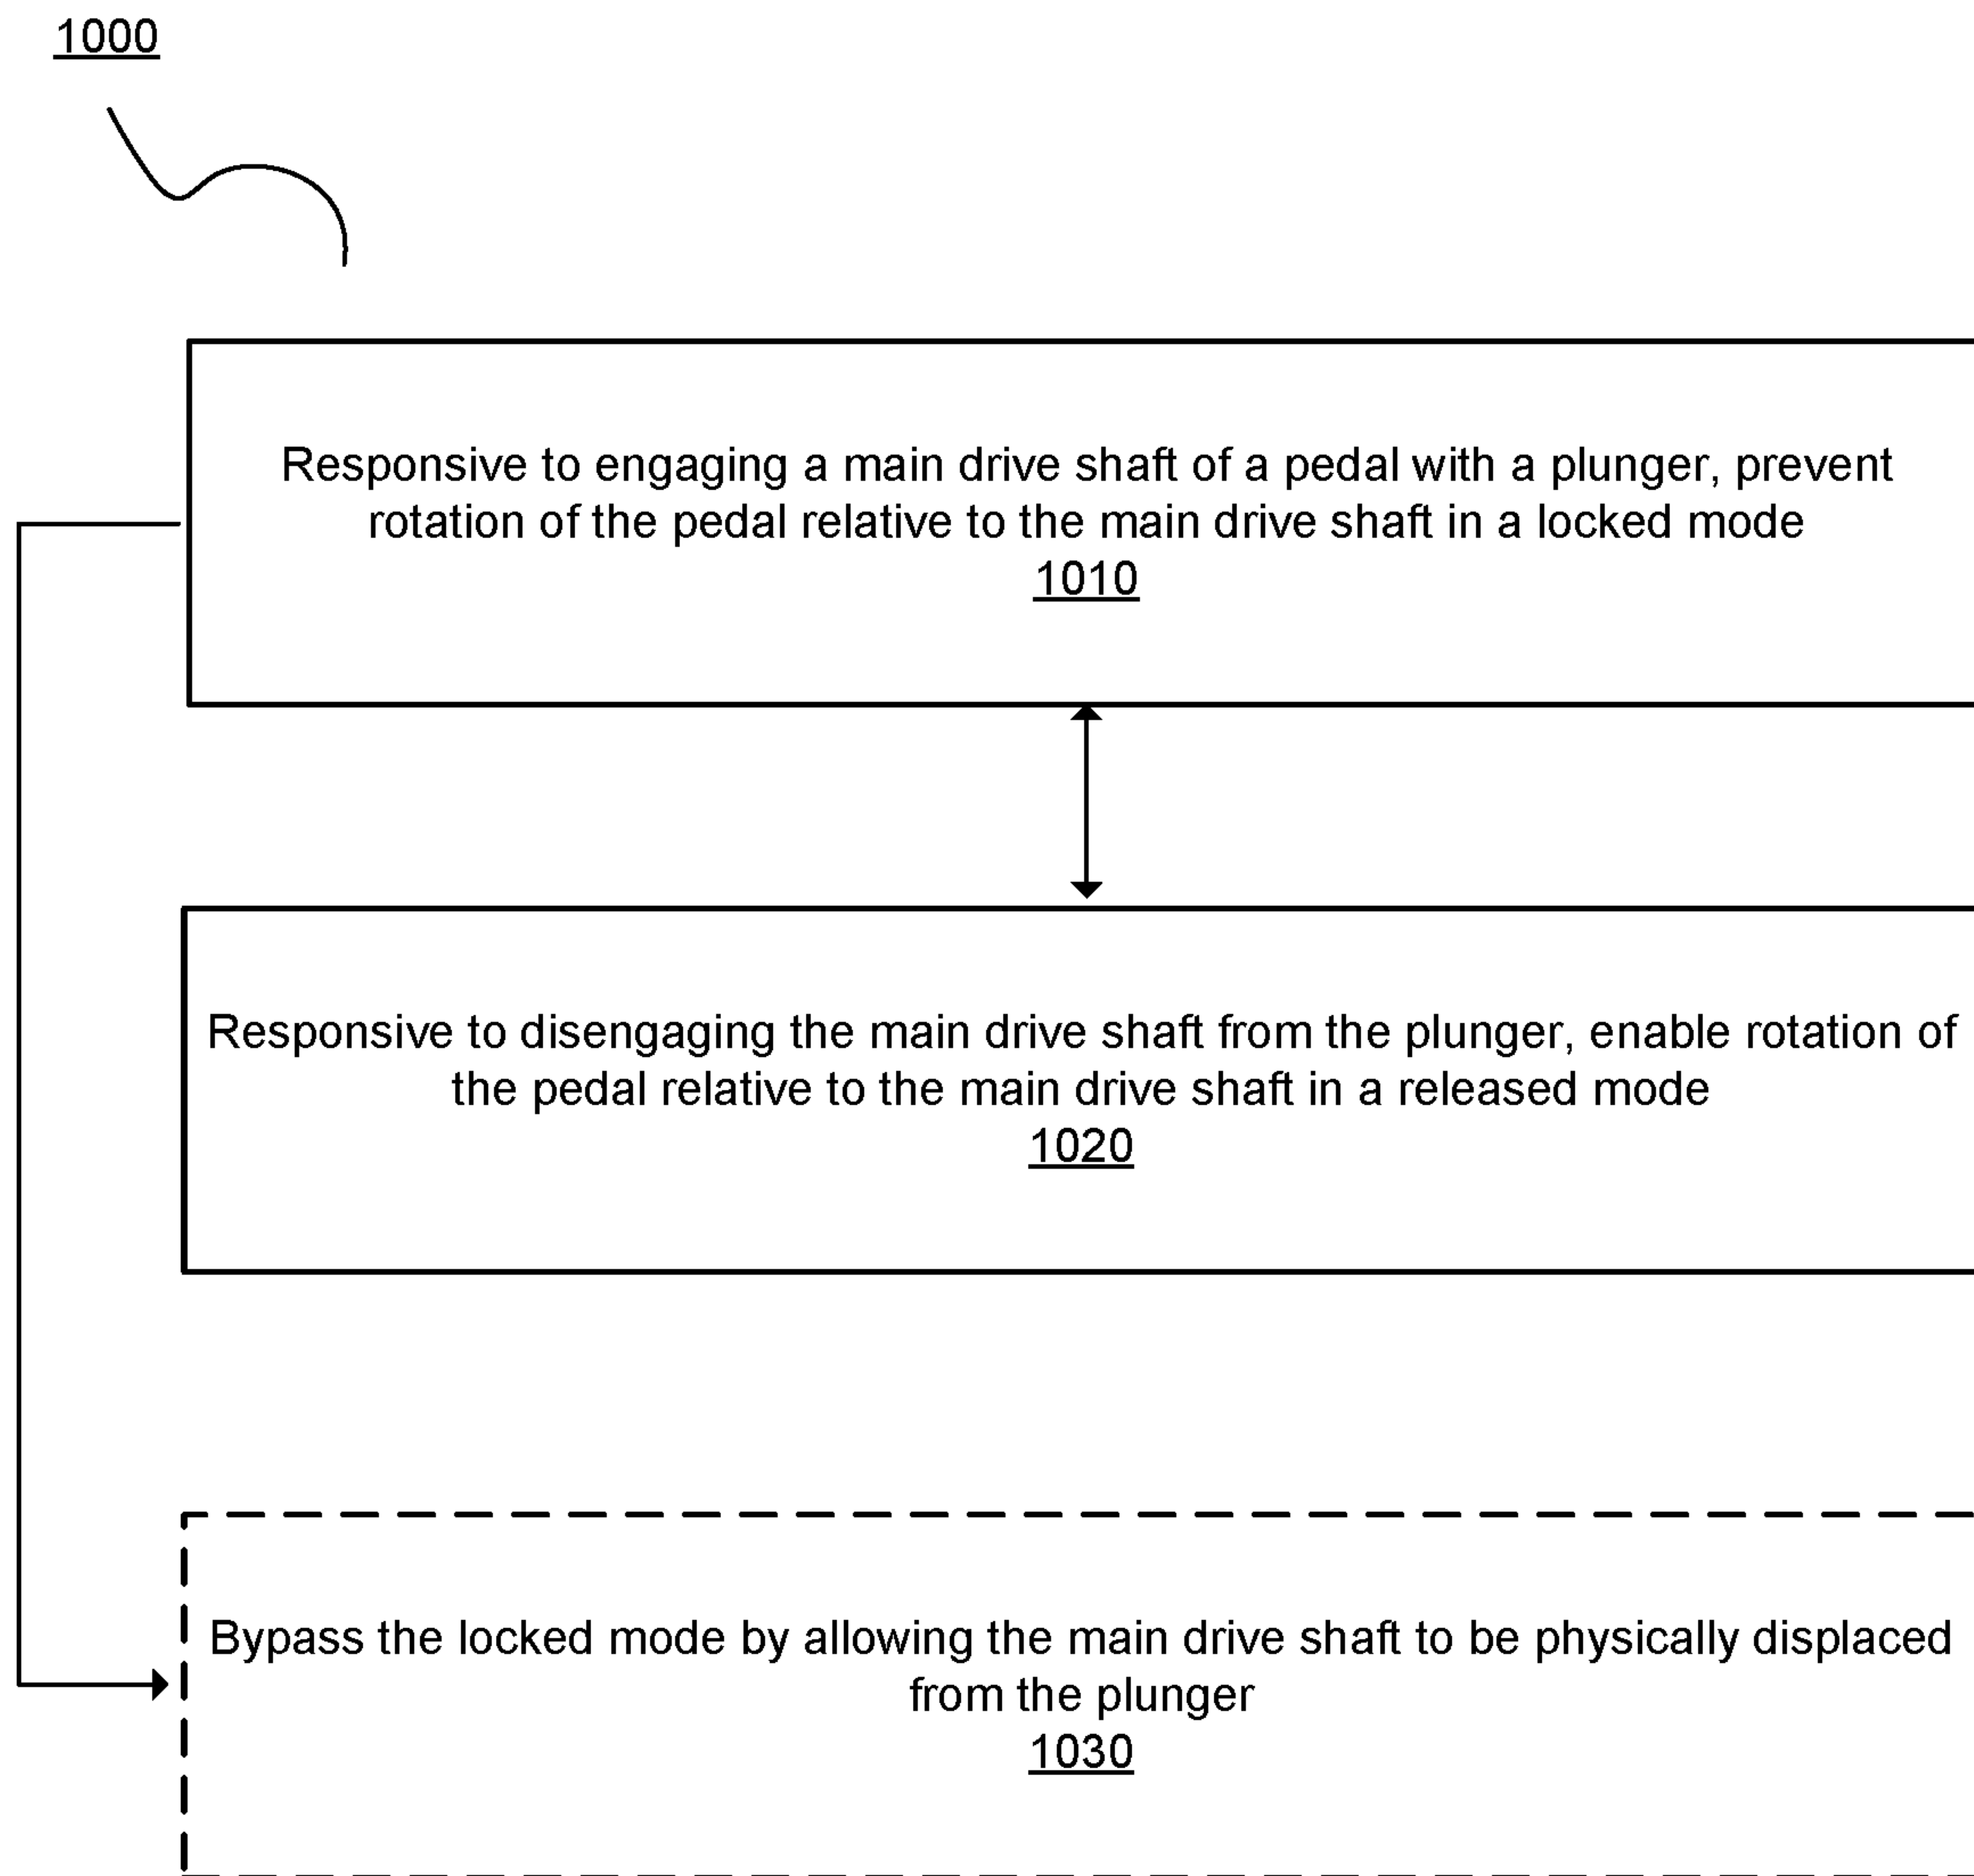 1000
Responsive to engaging a main drive shaft of a pedal with a plunger, prevent
rotation of the pedal relative to the main drive shaft in a locked mode
1010
Responsive to disengaging the main drive shaft from the plunger, enable rotation of
the pedal relative to the main drive shaft in a released mode
1020
Bypass the locked mode by allowing the main drive shaft to be physically displaced
from the plunger
1030